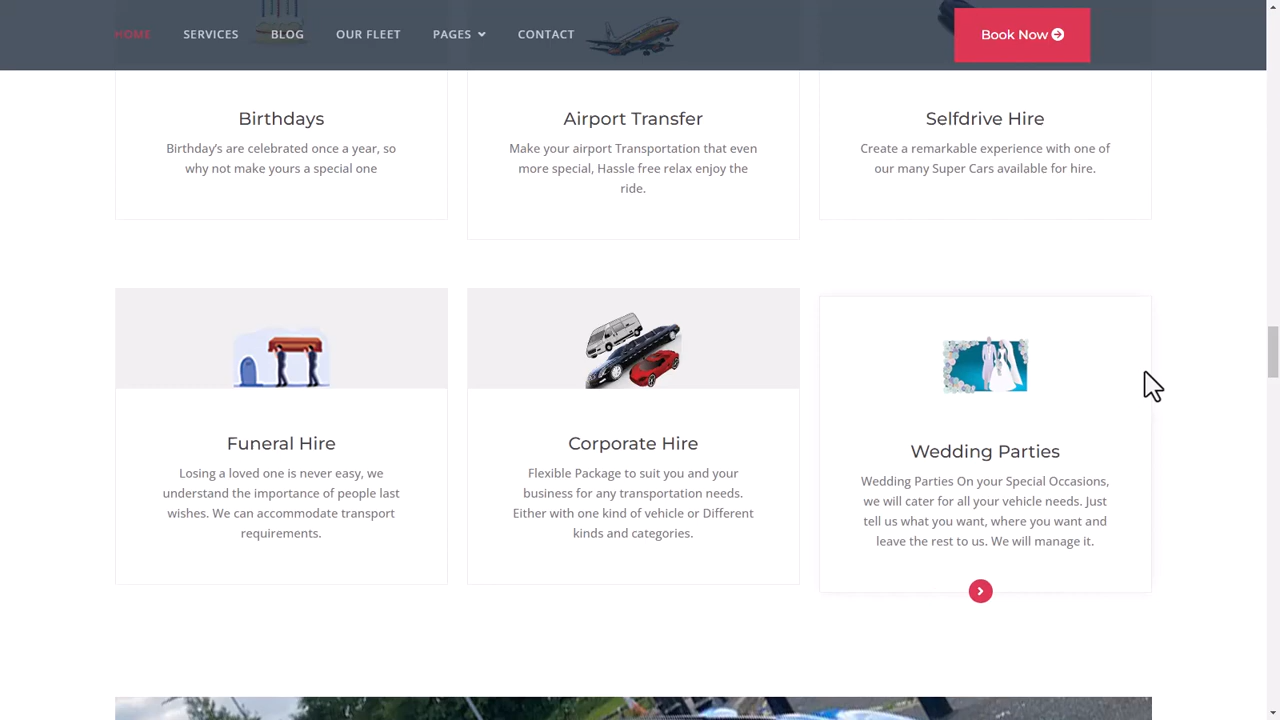 HOME SERVICES BLOG OUR FLEET PAGES CONTACT Book Now
Birthdays
Birthday's are celebrated once a year, so
why not make yours a special one
Airport Transfer
Make your airport Transportation that even
more special, Hassle free relax enjoy the
ride.
Selfdrive Hire
Create a remarkable experience with one of
our many Super Cars available for hire.
Funeral Hire
Losing a loved one is never easy, we
understand the importance of people last
wishes. We can accommodate transport
requirements.
Corporate Hire
Flexible Package to suit you and your
business for any transportation needs.
Either with one kind of vehicle or Different
kinds and categories.
Wedding Parties
Wedding Parties On your Special Occasions,
we will cater for all your vehicle needs. Just
tell us what you want, where you want and
leave the rest to us. We will manage it.